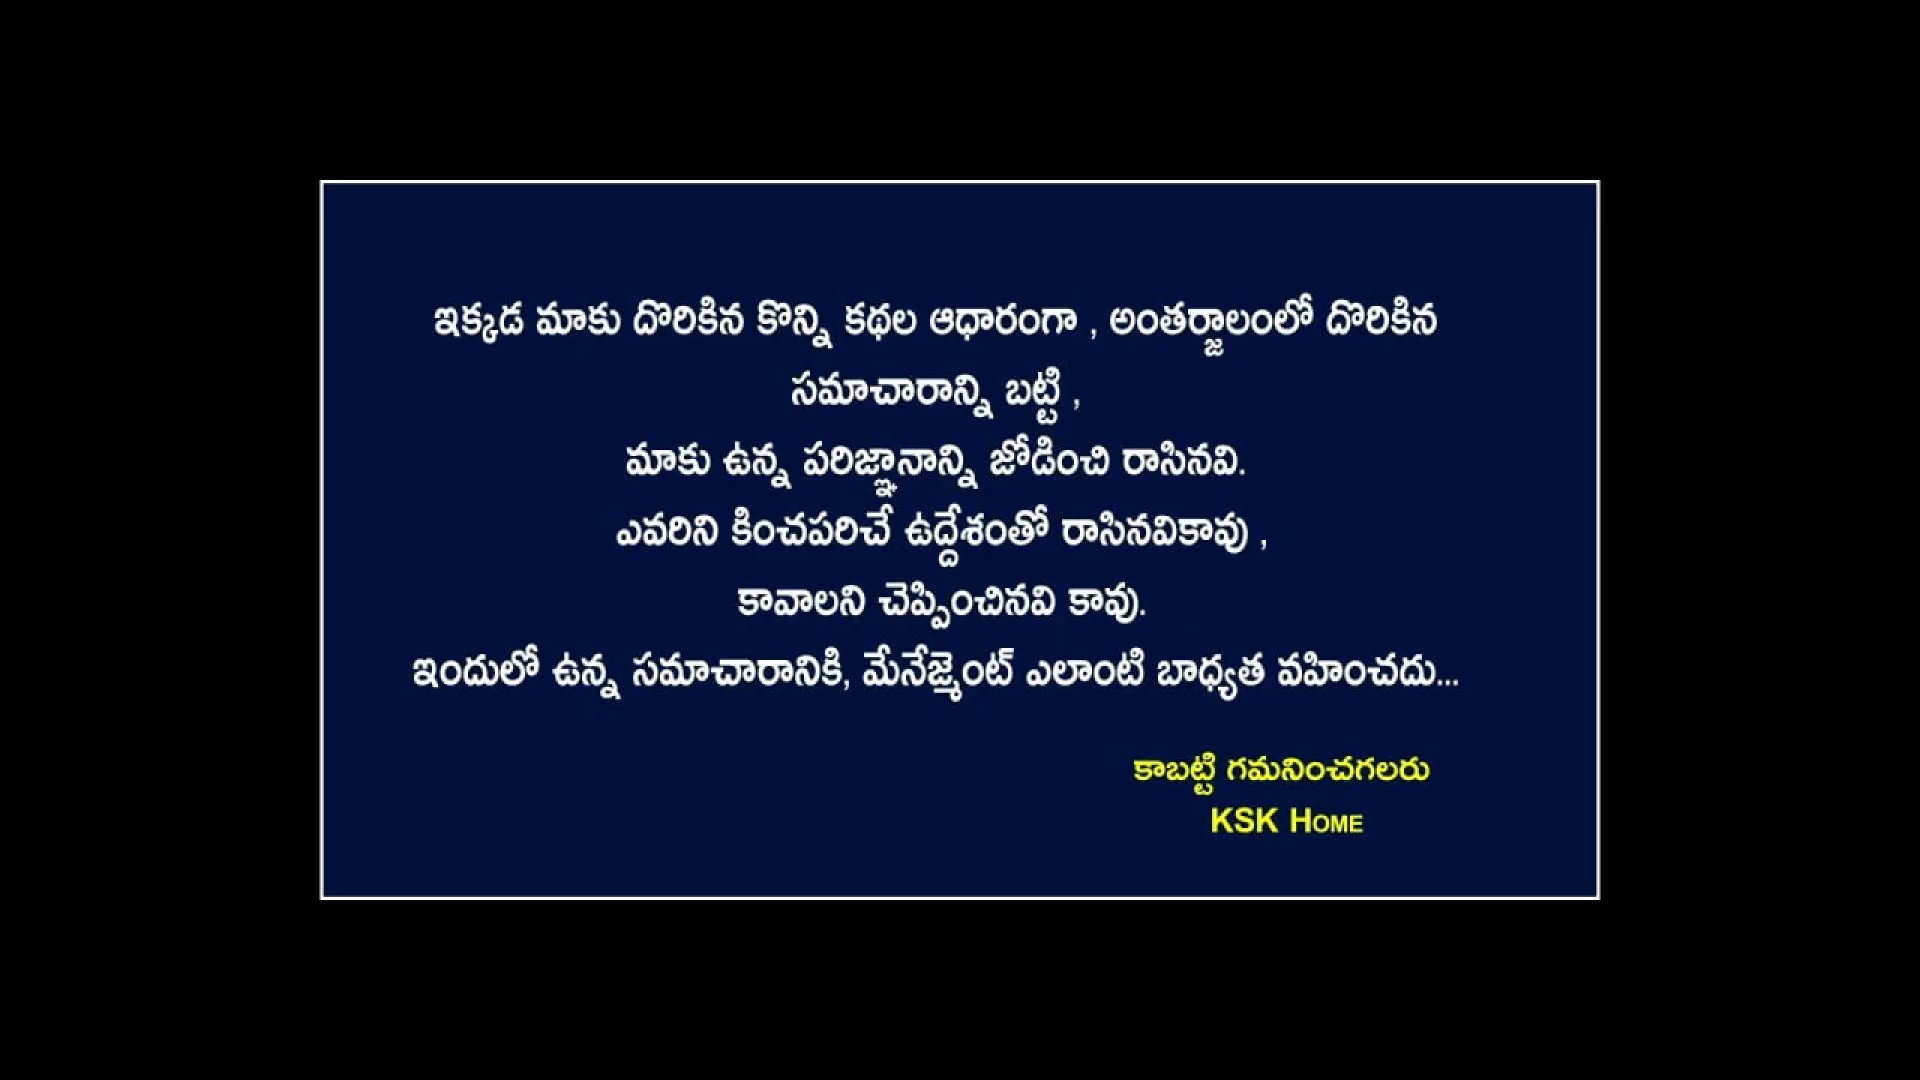 ఇక్కడ మాకు దొరికిన కొన్ని కథల ఆధారంగా , అంతర్జాలంలో దొరికిన
సమాచారాన్ని బట్టి ,
మాకు ఉన్న పరిజ్ఞానాన్ని జోడించి రాసినవి.
ఎవరిని కించపరిచే ఉద్దేశంతో రాసినవికావు ,
కావాలని చెప్పించినవి కావు.
ఇందులో ఉన్న సమాచారానికి, మేనేజ్మెంట్ ఎలాంటి బాధ్యత వహించదు...
కాబట్టి గమనించగలరు
KSK HOME